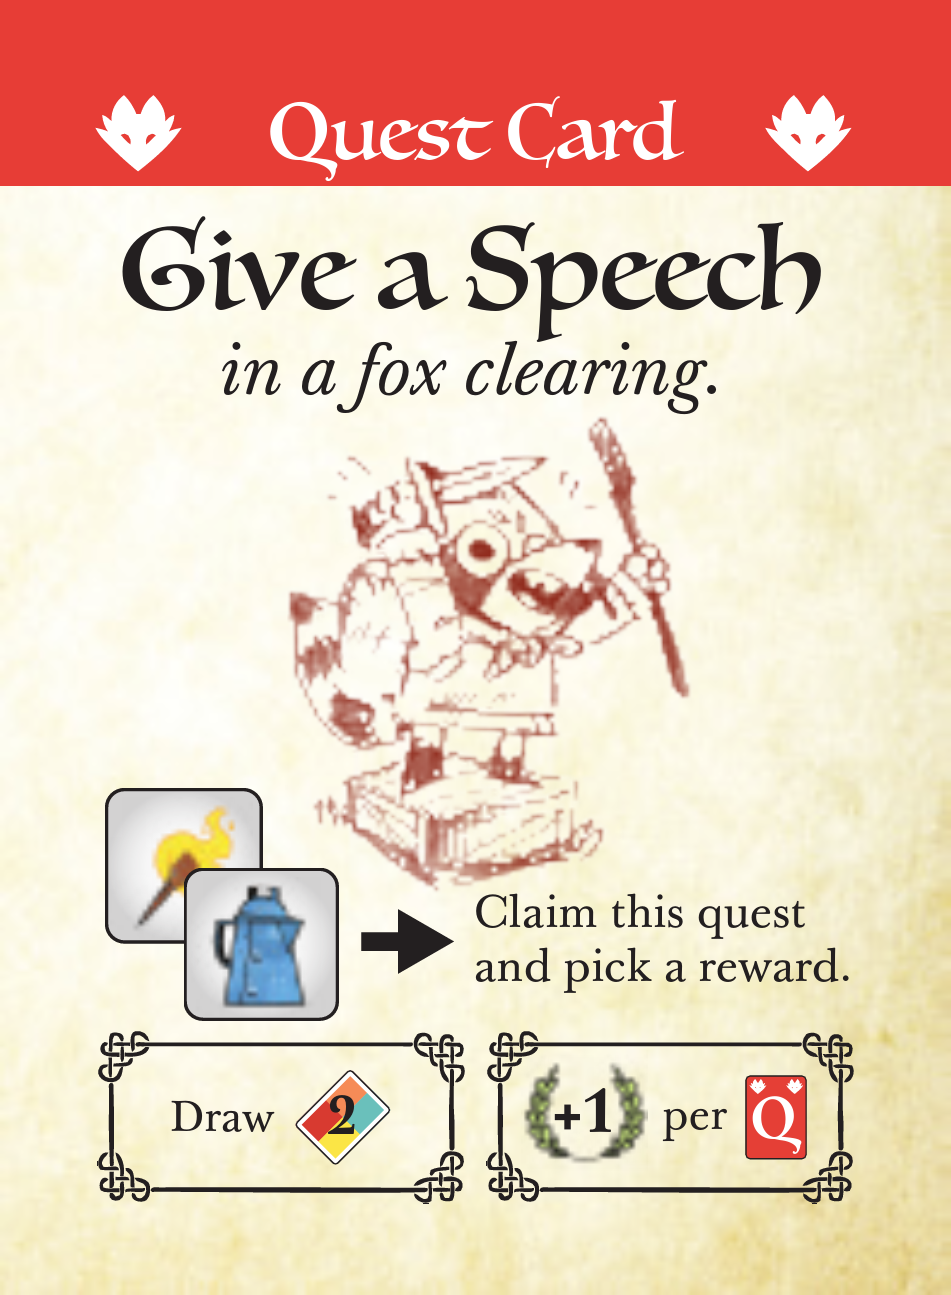 Quest Card
Give a Speech
in a fox clearing.
Claim this quest
and pick a reward.
Draw 2
+1 per Q